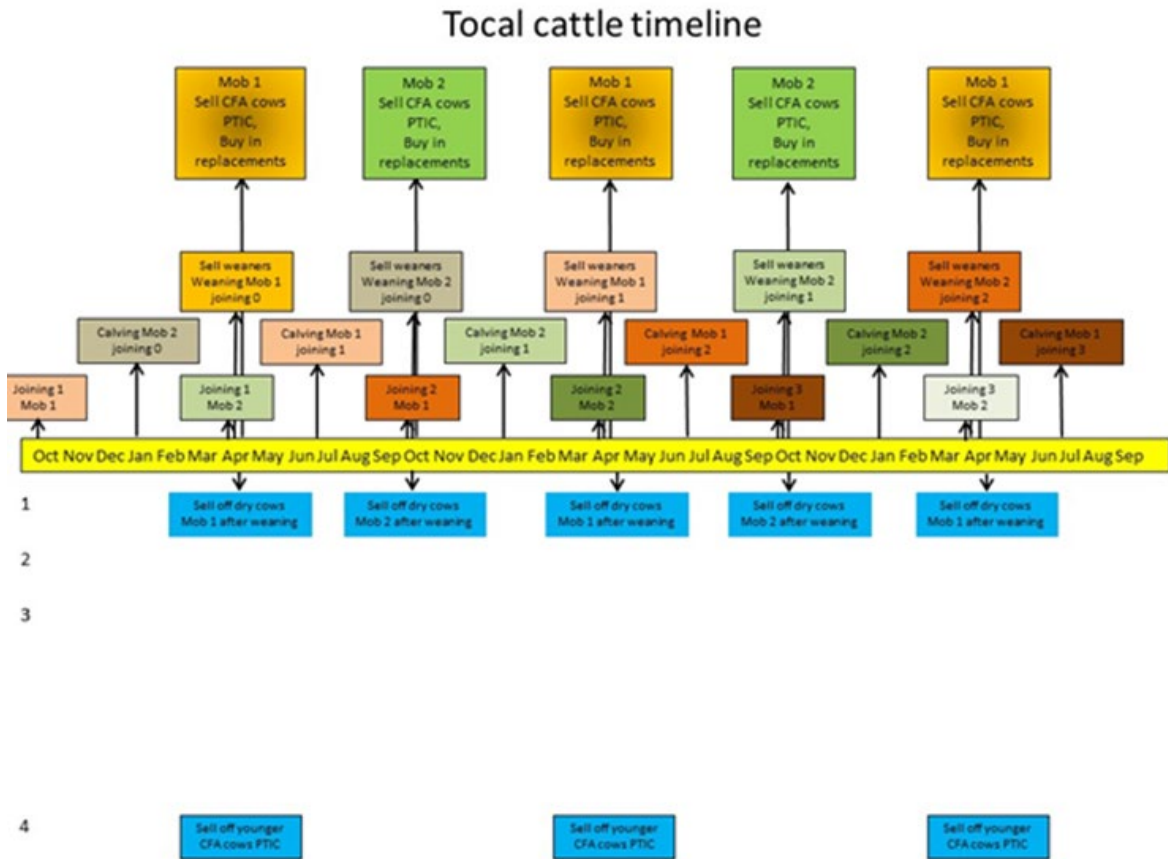 Tocal cattle timeline
Mob 1
Sell CFA cows
PTIC,
Buy in
replacements
Mob 2
Sell CFA cows
PTIC,
Buy in
replacements
Mob 1
Sell CFA cows
PTIC,
Buy in
replacements
Mob 2
Sell CFA cows
PTIC,
Buy in
replacements
Mob 1
Sell CFA cows
PTIC,
Buy in
replacements
Sell weaners
Weaning Mob 1
joining 0
Sell weaners
Weaning Mob 2
joining 0
Sell weaners
Weaning Mob 1
joining 1
Sell weaners
Weaning Mob 2
joining 1
Sell weaners
Weaning Mob 2
joining 2
Calving Mob 2
joining 0
Calving Mob 1
joining 1
Calving Mob 2
joining 1
Calving Mob 1
joining 2
Calving Mob 2
joining 2
Calving Mob 1
joining 3
Joining 1
Mob 1
Joining 1
Mob 2
Joining 2
Mob 1
Joining 2
Mob 2
Joining 3
Mob 1
Joining 3
Mob 2
Oct Nov Dec Jan Feb Mar Apr May Jun Jul Aug Sep Oct Nov Dec Jan Feb Mar Apr May Jun Jul Aug Sep Oct Nov Dec Jan Feb Mar Apr May Jun Jul Aug Sep
1
Sell off dry cows
Mob 1 after weaning
Sell off dry cows
Mob 2 after weaning
Sell off dry cows
Mob 1 after weaning
Sell off dry cows
Mob 2 after weaning
Sell off dry cows
Mob 1 after weaning
2
3
4
Sell off younger
CFA cows PTIC
Sell off younger
CFA cows PTIC
Sell off younger
CFA cows PTIC